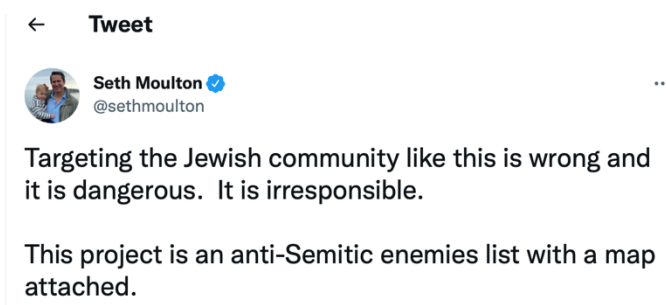 Tweet
Seth Moulton
@sethmoulton
Targeting the Jewish community like this is wrong and
it is dangerous.  It is irresponsible.
This project is an anti-Semitic enemies list with a map
attached.